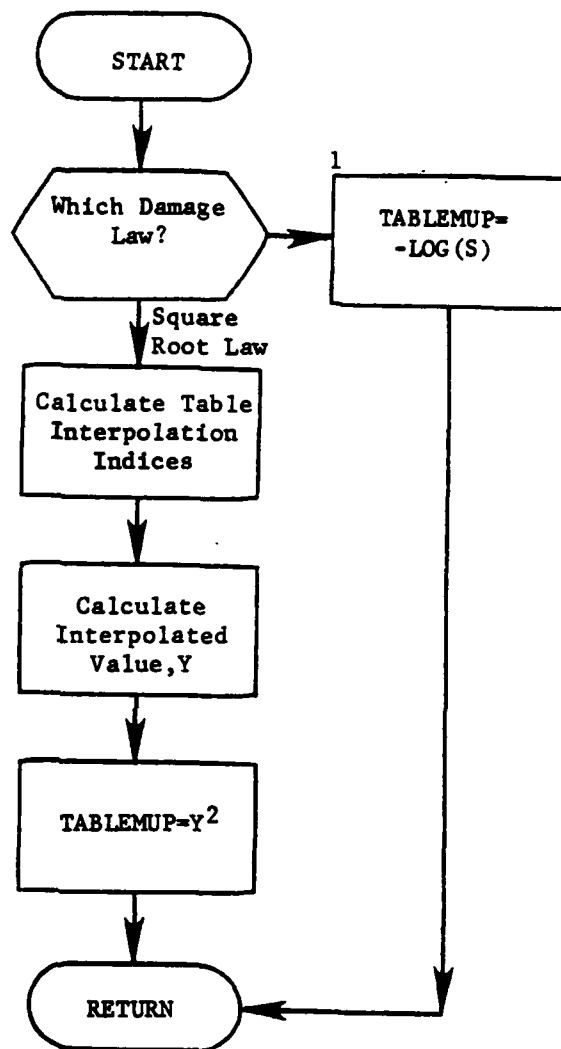 START
Which Damage
Law?
1
TABLEMUP=
-LOG(S)
Square
Root Law
Calculate Table
Interpolation
Indices
Calculate
Interpolated
Value,Y
TABLEMUP=Y²
RETURN